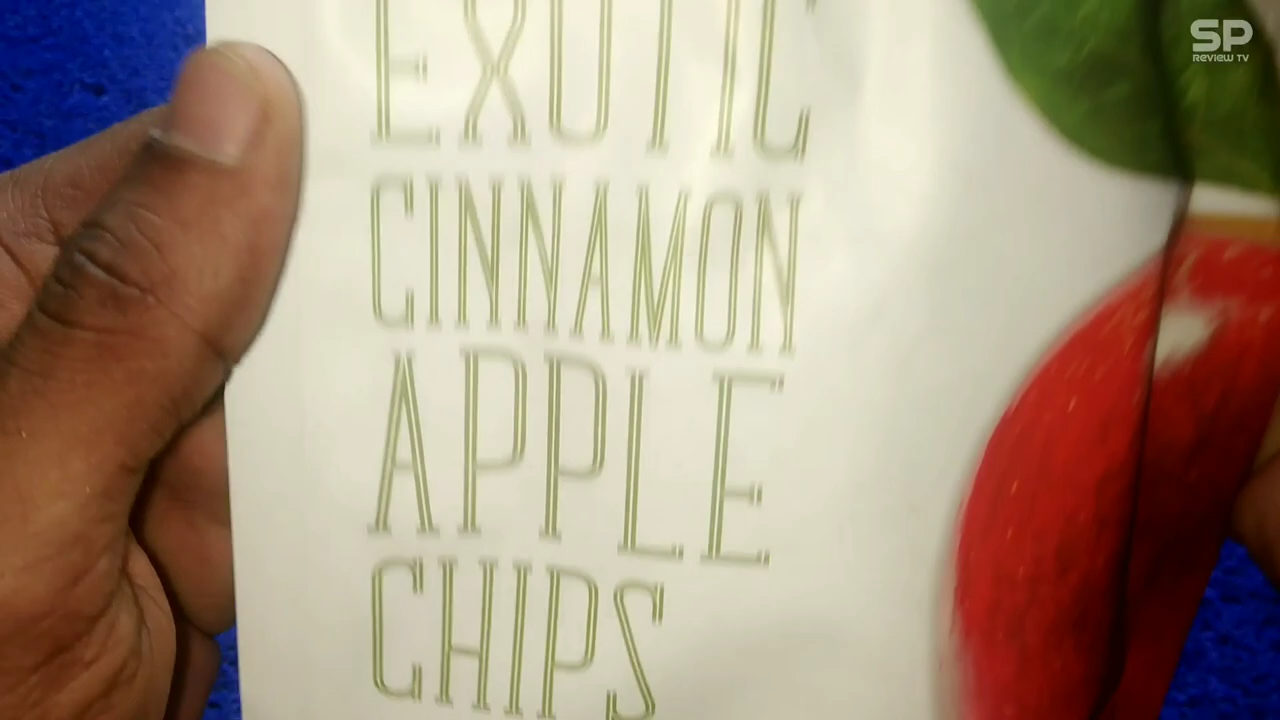 SP
REVIEW TV
EXOTIC
CINNAMON
APPLE
CHIPS